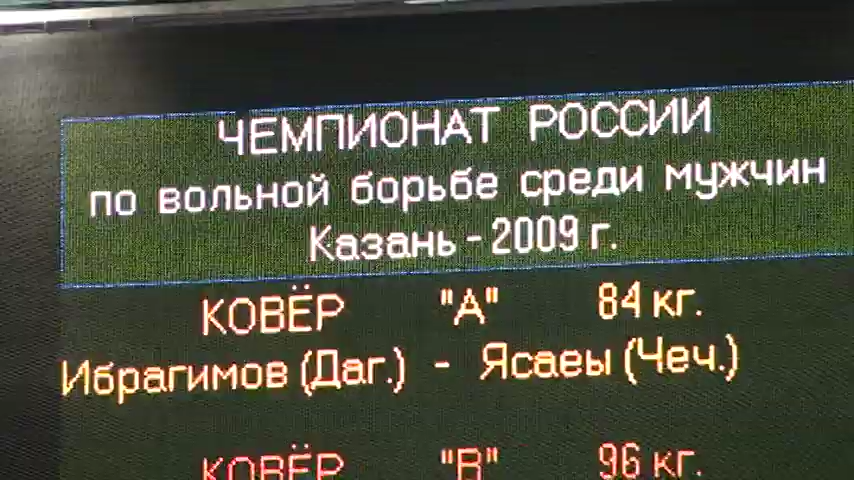 ЧЕМПИОНАТ РОССИИ
по вольной борьбе среди мужчин
Казань - 2009 г.
КОВЁР "А" 84 кг.
Ибрагимов (Даг.) - Ясаеы (Чеч.)
КОВЁР "В" 96 кг.